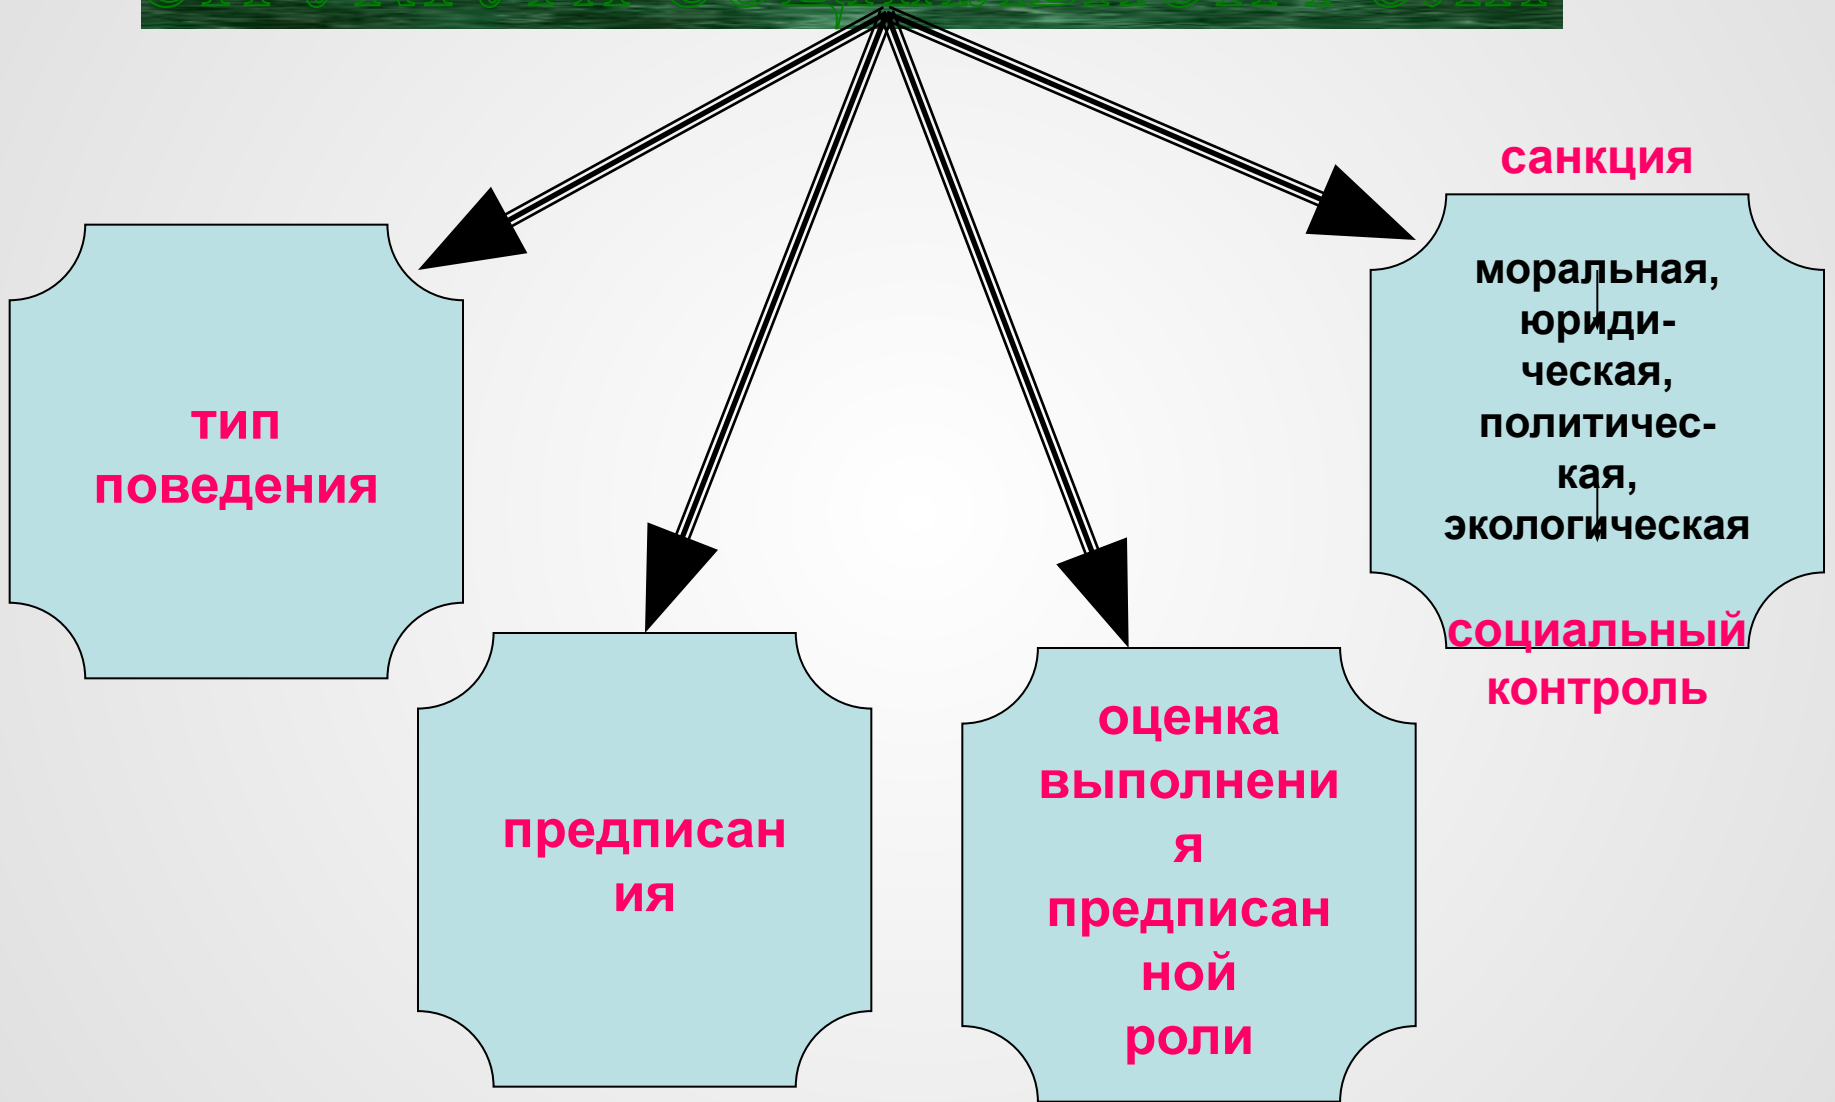 санкция
моральная,
юриди-
ческая,
политичес-
кая,
экологическая
социальный
контроль
тип
поведения
предписан
ия
оценка
выполнени
я
предписан
ной
роли